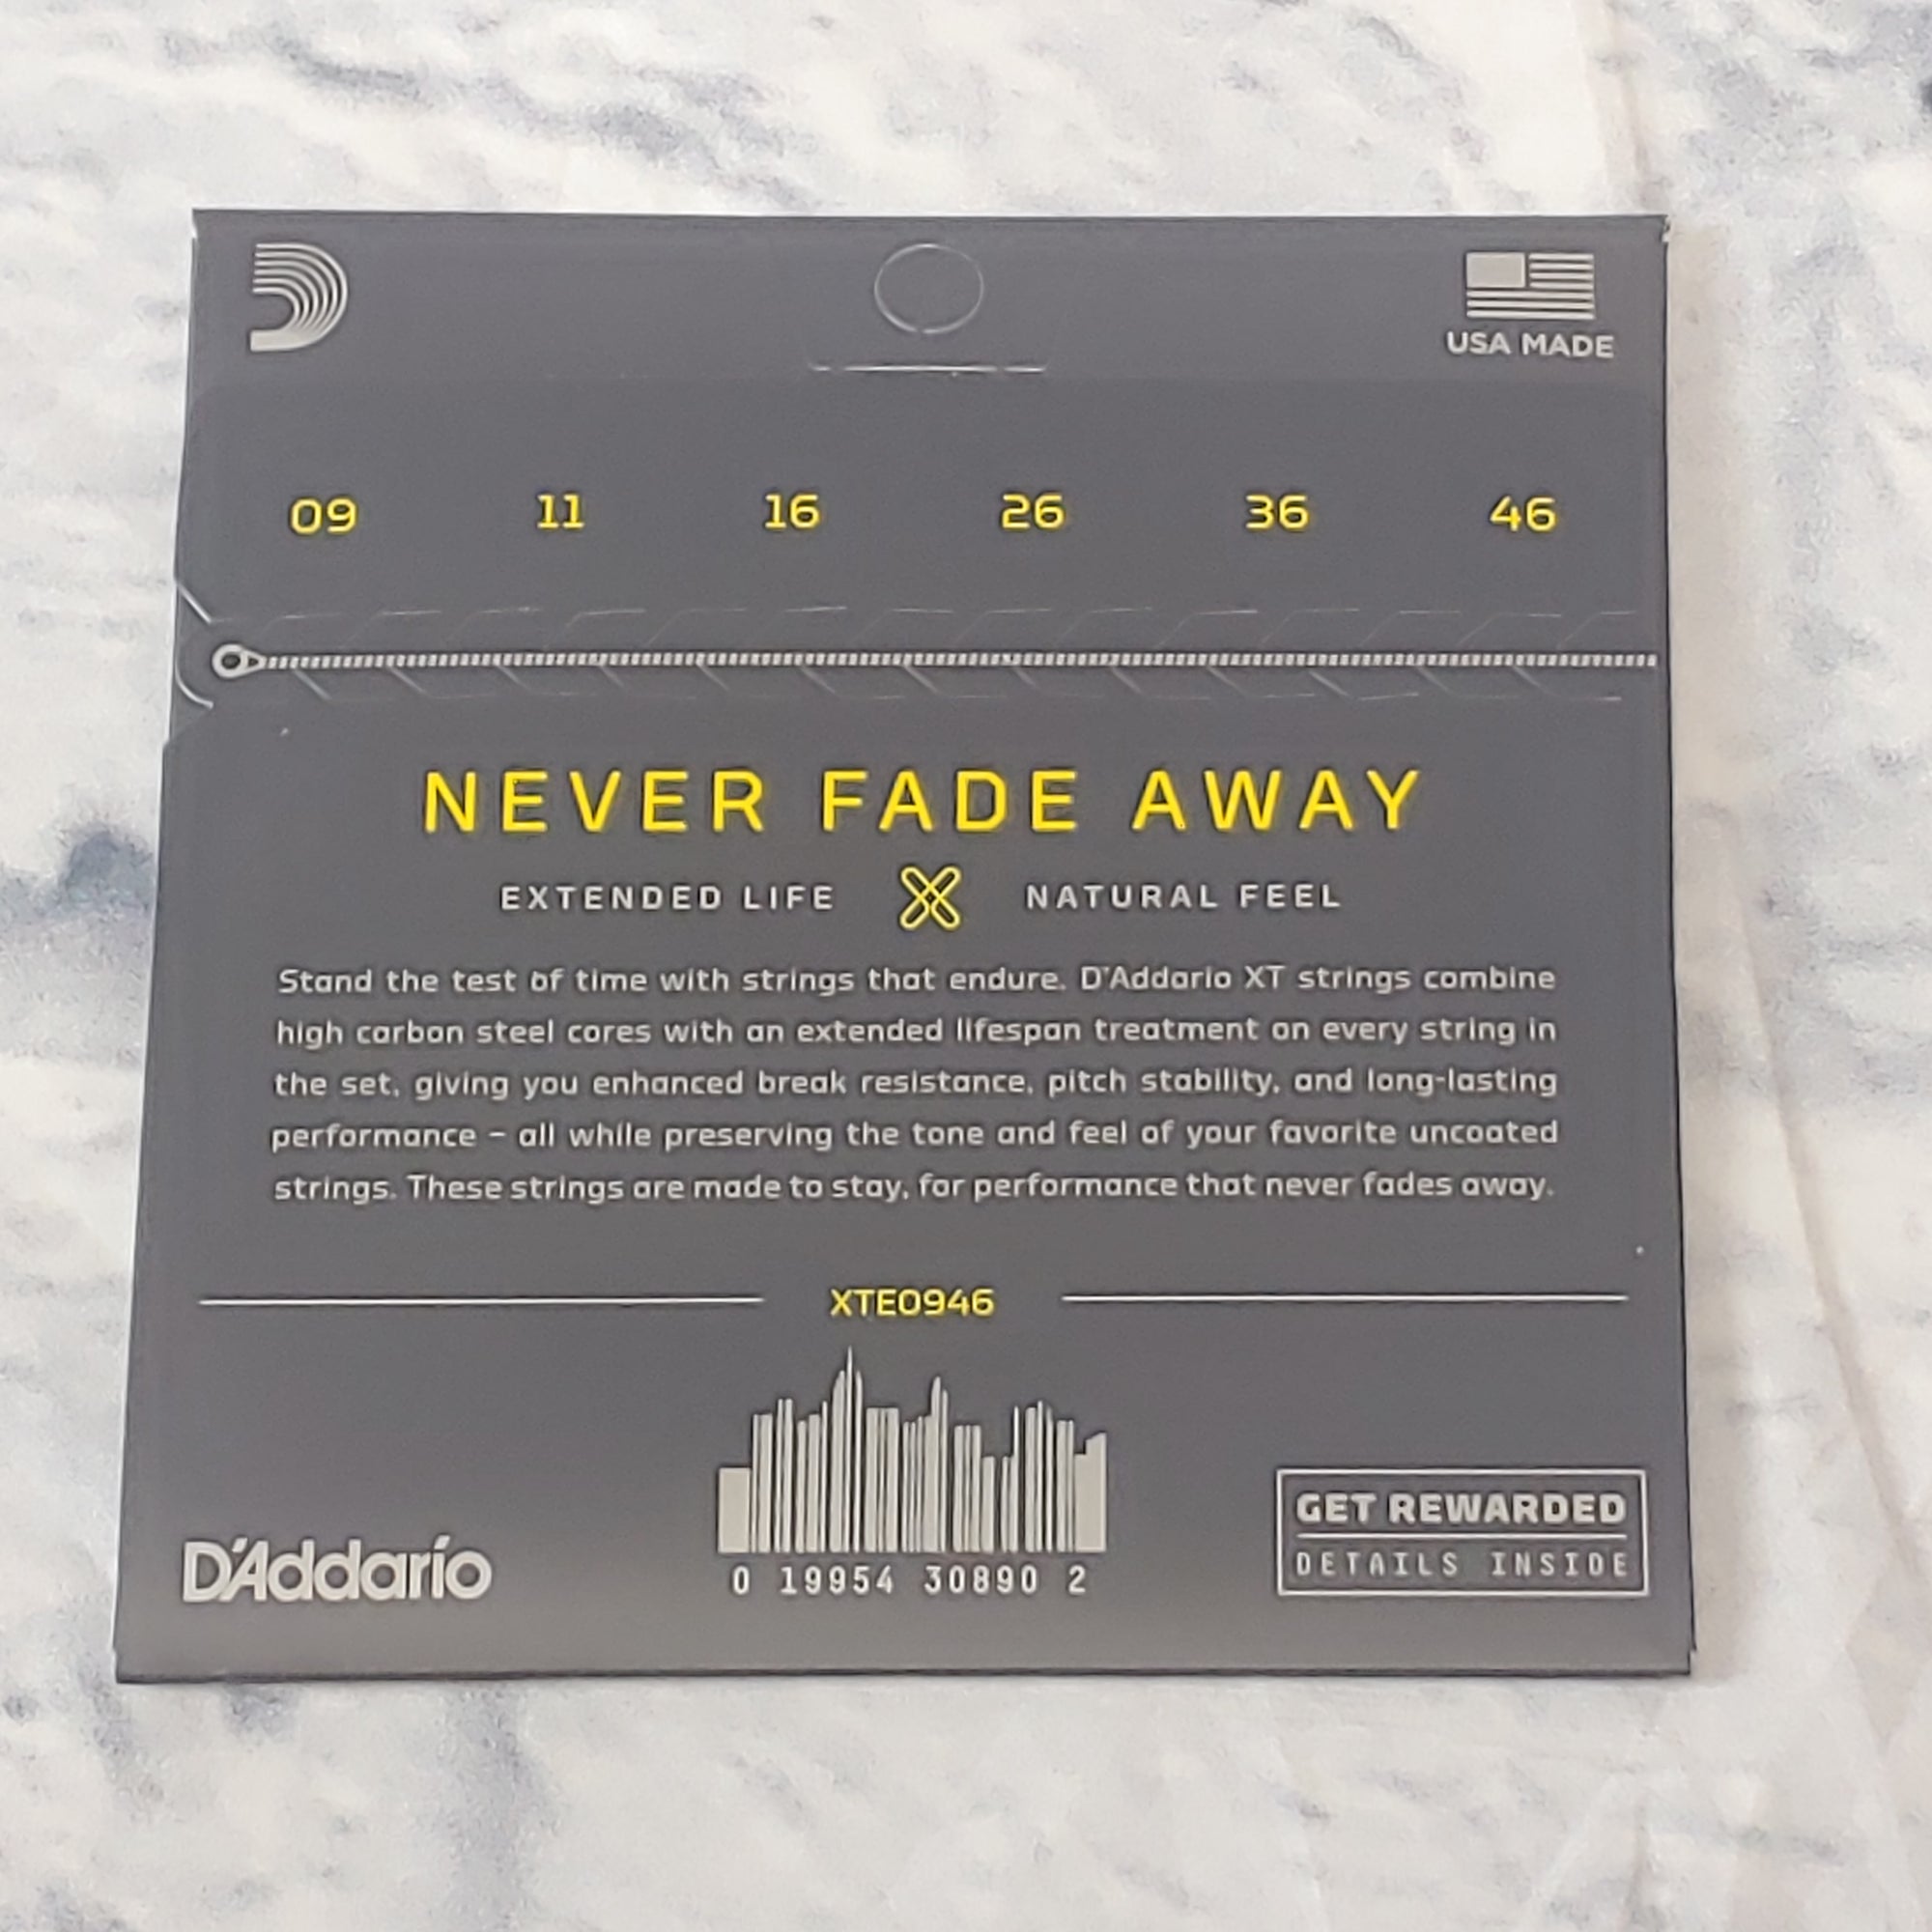 USA MADE
09 11 16 26 36 46
NEVER FADE AWAY
EXTENDED LIFE NATURAL FEEL
Stand the test of time with strings that endure. D'Addario XT strings combine
high carbon steel cores with an extended lifespan treatment on every string in
the set, giving you enhanced break resistance, pitch stability, and long-lasting
performance – all while preserving the tone and feel of your favorite uncoated
strings. These strings are made to stay, for performance that never fades away.
XTE0946
D'Addario
0 19954 30890 2
GET REWARDED
DETAILS INSIDE